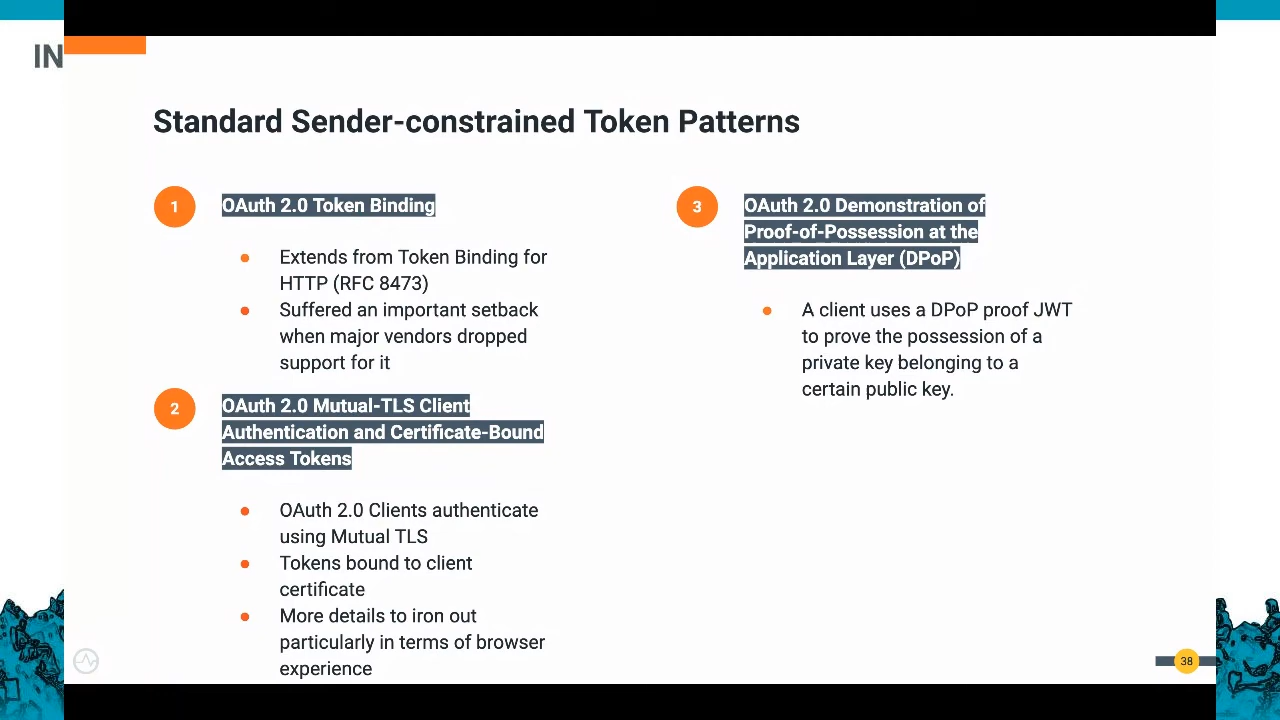 IN
Standard Sender-constrained Token Patterns
1
OAuth 2.0 Token Binding
Extends from Token Binding for
HTTP (RFC 8473)
Suffered an important setback
when major vendors dropped
support for it
2
OAuth 2.0 Mutual-TLS Client
Authentication and Certificate-Bound
Access Tokens
OAuth 2.0 Clients authenticate
using Mutual TLS
Tokens bound to client
certificate
More details to iron out
particularly in terms of browser
experience
3
OAuth 2.0 Demonstration of
Proof-of-Possession at the
Application Layer (DPoP)
A client uses a DPoP proof JWT
to prove the possession of a
private key belonging to a
certain public key.
38